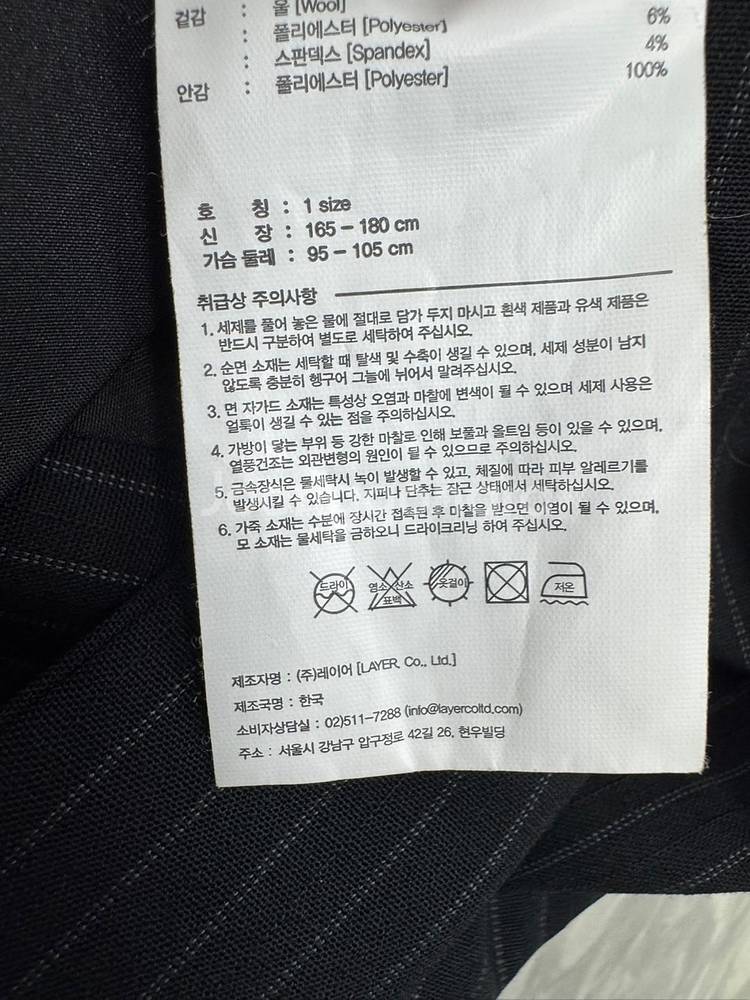 겉감 : 울 [Wool]
: 폴리에스터 [Polyester] 6%
: 스판덱스 [Spandex] 4%
안감 : 폴리에스터 [Polyester] 100%
호 칭 : 1 size
신 장 : 165 – 180 cm
가슴 둘레 : 95 – 105 cm
취급상 주의사항
1. 세제를 풀어 놓은 물에 절대로 담가 두지 마시고 흰색 제품과 유색 제품은
반드시 구분하여 별도로 세탁하여 주십시오.
2. 순면 소재는 세탁할 때 탈색 및 수축이 생길 수 있으며, 세제 성분이 남지
않도록 충분히 헹구어 그늘에 뉘어서 말려주십시오.
3. 면 자가드 소재는 특성상 오염과 마찰에 변색이 될 수 있으며 세제 사용은
얼룩이 생길 수 있는 점을 주의하십시오.
4. 가방이 닿는 부위 등 강한 마찰로 인해 보풀과 올트임 등이 있을 수 있으며,
열풍건조는 외관변형의 원인이 될 수 있으므로 주의하십시오.
5. 금속장식은 물세탁시 녹이 발생할 수 있고, 체질에 따라 피부 알레르기를
발생시킬 수 있습니다. 지퍼나 단추는 잠근 상태에서 세탁하십시오.
6. 가죽 소재는 수분에 장시간 접촉된 후 마찰을 받으면 이염이 될 수 있으며,
모 소재는 물세탁을 금하오니 드라이크리닝 하여 주십시오.
드라이 염소 산소 표백 옷걸이 저온
제조자명 : (주)레이어 [LAYER. Co., Ltd.]
제조국명 : 한국
소비자상담실 : 02)511-7288 (info@layercoltd.com)
주소 : 서울시 강남구 압구정로 42길 26, 현우빌딩